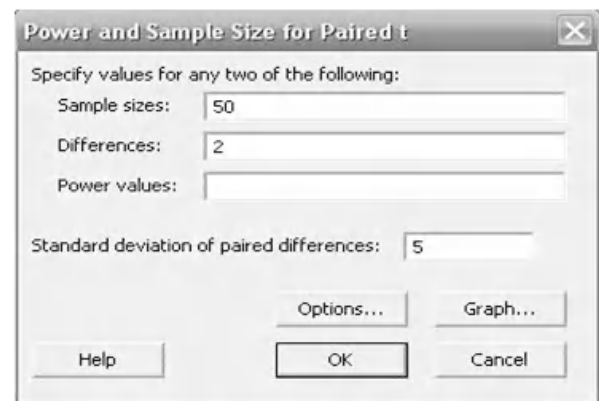 Power and Sample Size for Paired t
Specify values for any two of the following:
Sample sizes: 50
Differences: 2
Power values:
Standard deviation of paired differences: 5
Options... Graph...
Help OK Cancel